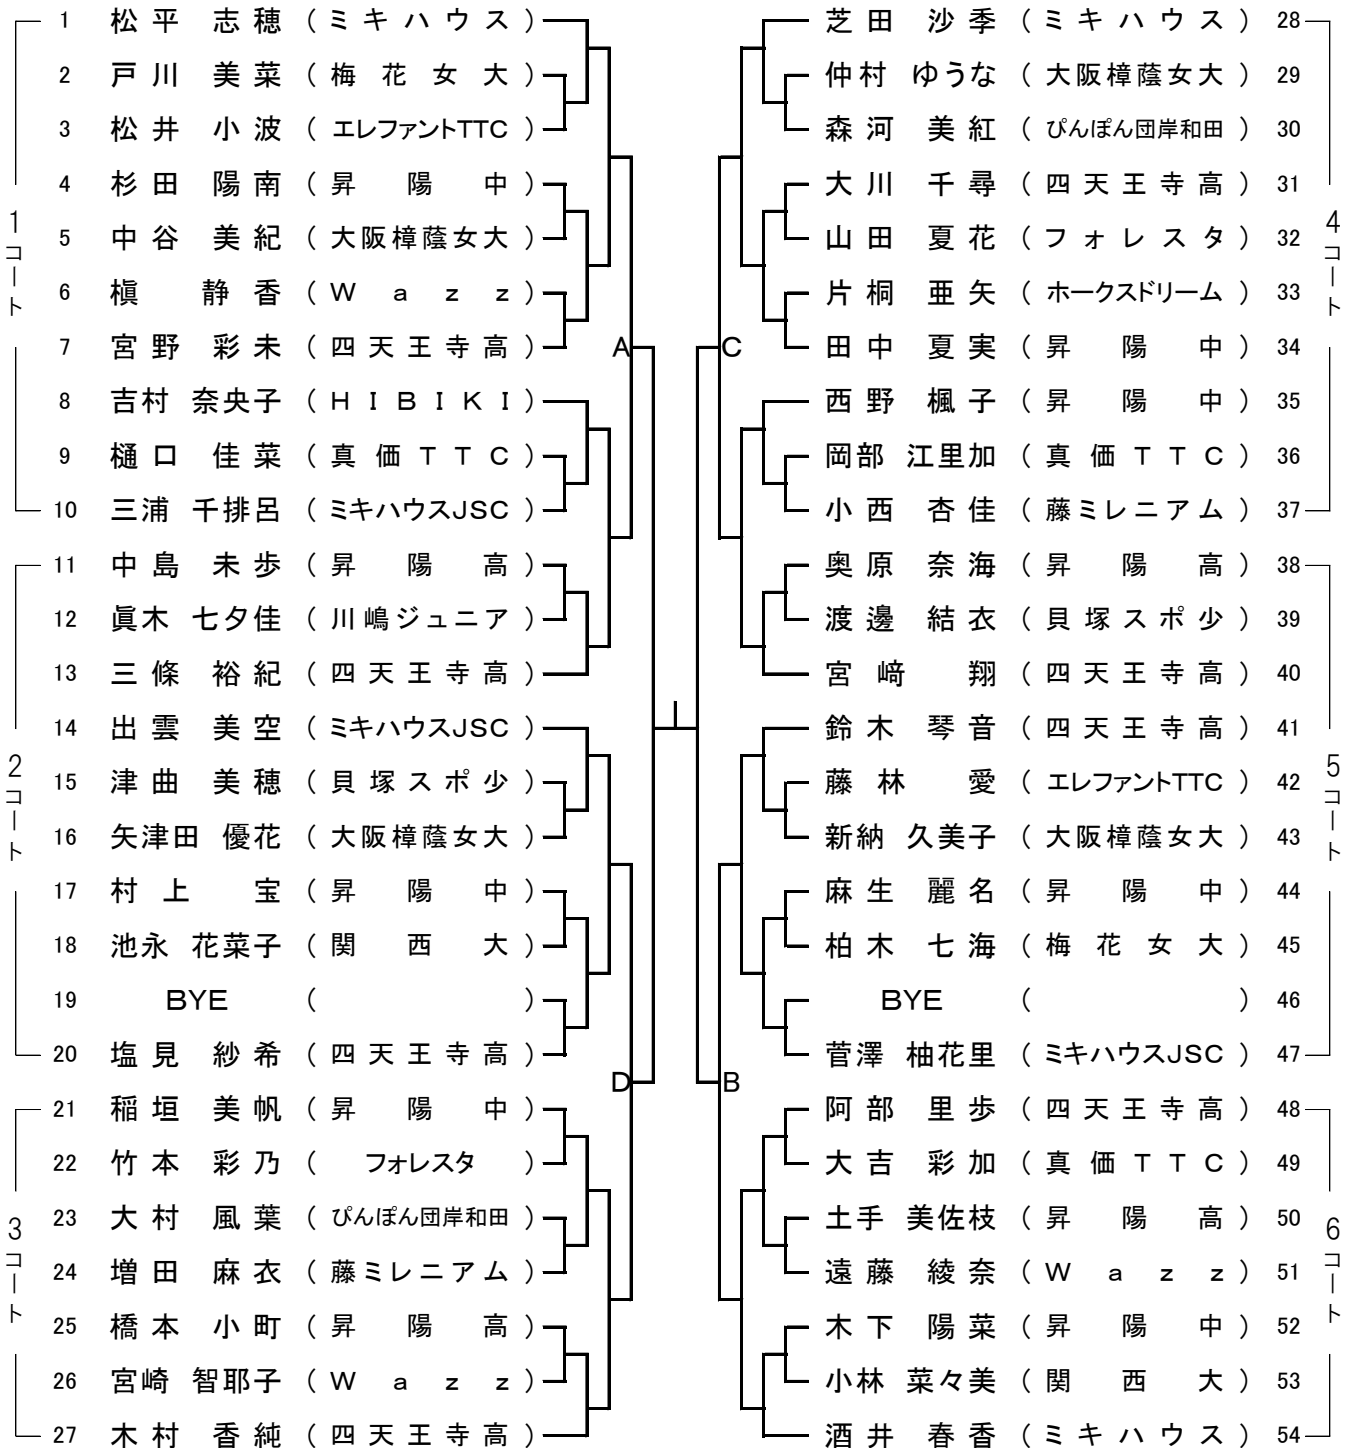 1 松平 志穂 (ミキハウス)
2 戸川 美菜 (梅花女大)
3 松井 小波 (エレファントTTC)
4 杉田 陽南 (昇陽中)
5 中谷 美紀 (大阪樟蔭女大)
6 槇 静香 (Wazz)
7 宮野 彩未 (四天王寺高)
8 吉村 奈央子 (HIBIKI)
9 樋口 佳菜 (真価TTC)
10 三浦 千排呂 (ミキハウスJSC)
1コート
11 中島 未歩 (昇陽高)
12 眞木 七夕佳 (川嶋ジュニア)
13 三條 裕紀 (四天王寺高)
14 出雲 美空 (ミキハウスJSC)
15 津曲 美穂 (貝塚スポ少)
16 矢津田 優花 (大阪樟蔭女大)
17 村上 宝 (昇陽中)
18 池永 花菜子 (関西大)
19 BYE ( )
20 塩見 紗希 (四天王寺高)
2コート
21 稲垣 美帆 (昇陽中)
22 竹本 彩乃 (フォレスタ)
23 大村 風葉 (ぴんぽん団岸和田)
24 増田 麻衣 (藤ミレニアム)
25 橋本 小町 (昇陽高)
26 宮崎 智耶子 (Wazz)
27 木村 香純 (四天王寺高)
3コート
A
D
C
B
芝田 沙季 (ミキハウス) 28
仲村 ゆうな (大阪樟蔭女大) 29
森河 美紅 (ぴんぽん団岸和田) 30
大川 千尋 (四天王寺高) 31
山田 夏花 (フォレスタ) 32
片桐 亜矢 (ホークスドリーム) 33
田中 夏実 (昇陽中) 34
西野 楓子 (昇陽中) 35
岡部 江里加 (真価TTC) 36
小西 杏佳 (藤ミレニアム) 37
4コート
奥原 奈海 (昇陽高) 38
渡邊 結衣 (貝塚スポ少) 39
宮﨑 翔 (四天王寺高) 40
鈴木 琴音 (四天王寺高) 41
藤林 愛 (エレファントTTC) 42
新納 久美子 (大阪樟蔭女大) 43
麻生 麗名 (昇陽中) 44
柏木 七海 (梅花女大) 45
BYE ( ) 46
菅澤 柚花里 (ミキハウスJSC) 47
5コート
阿部 里歩 (四天王寺高) 48
大吉 彩加 (真価TTC) 49
土手 美佐枝 (昇陽高) 50
遠藤 綾奈 (Wazz) 51
木下 陽菜 (昇陽中) 52
小林 菜々美 (関西大) 53
酒井 春香 (ミキハウス) 54
6コート